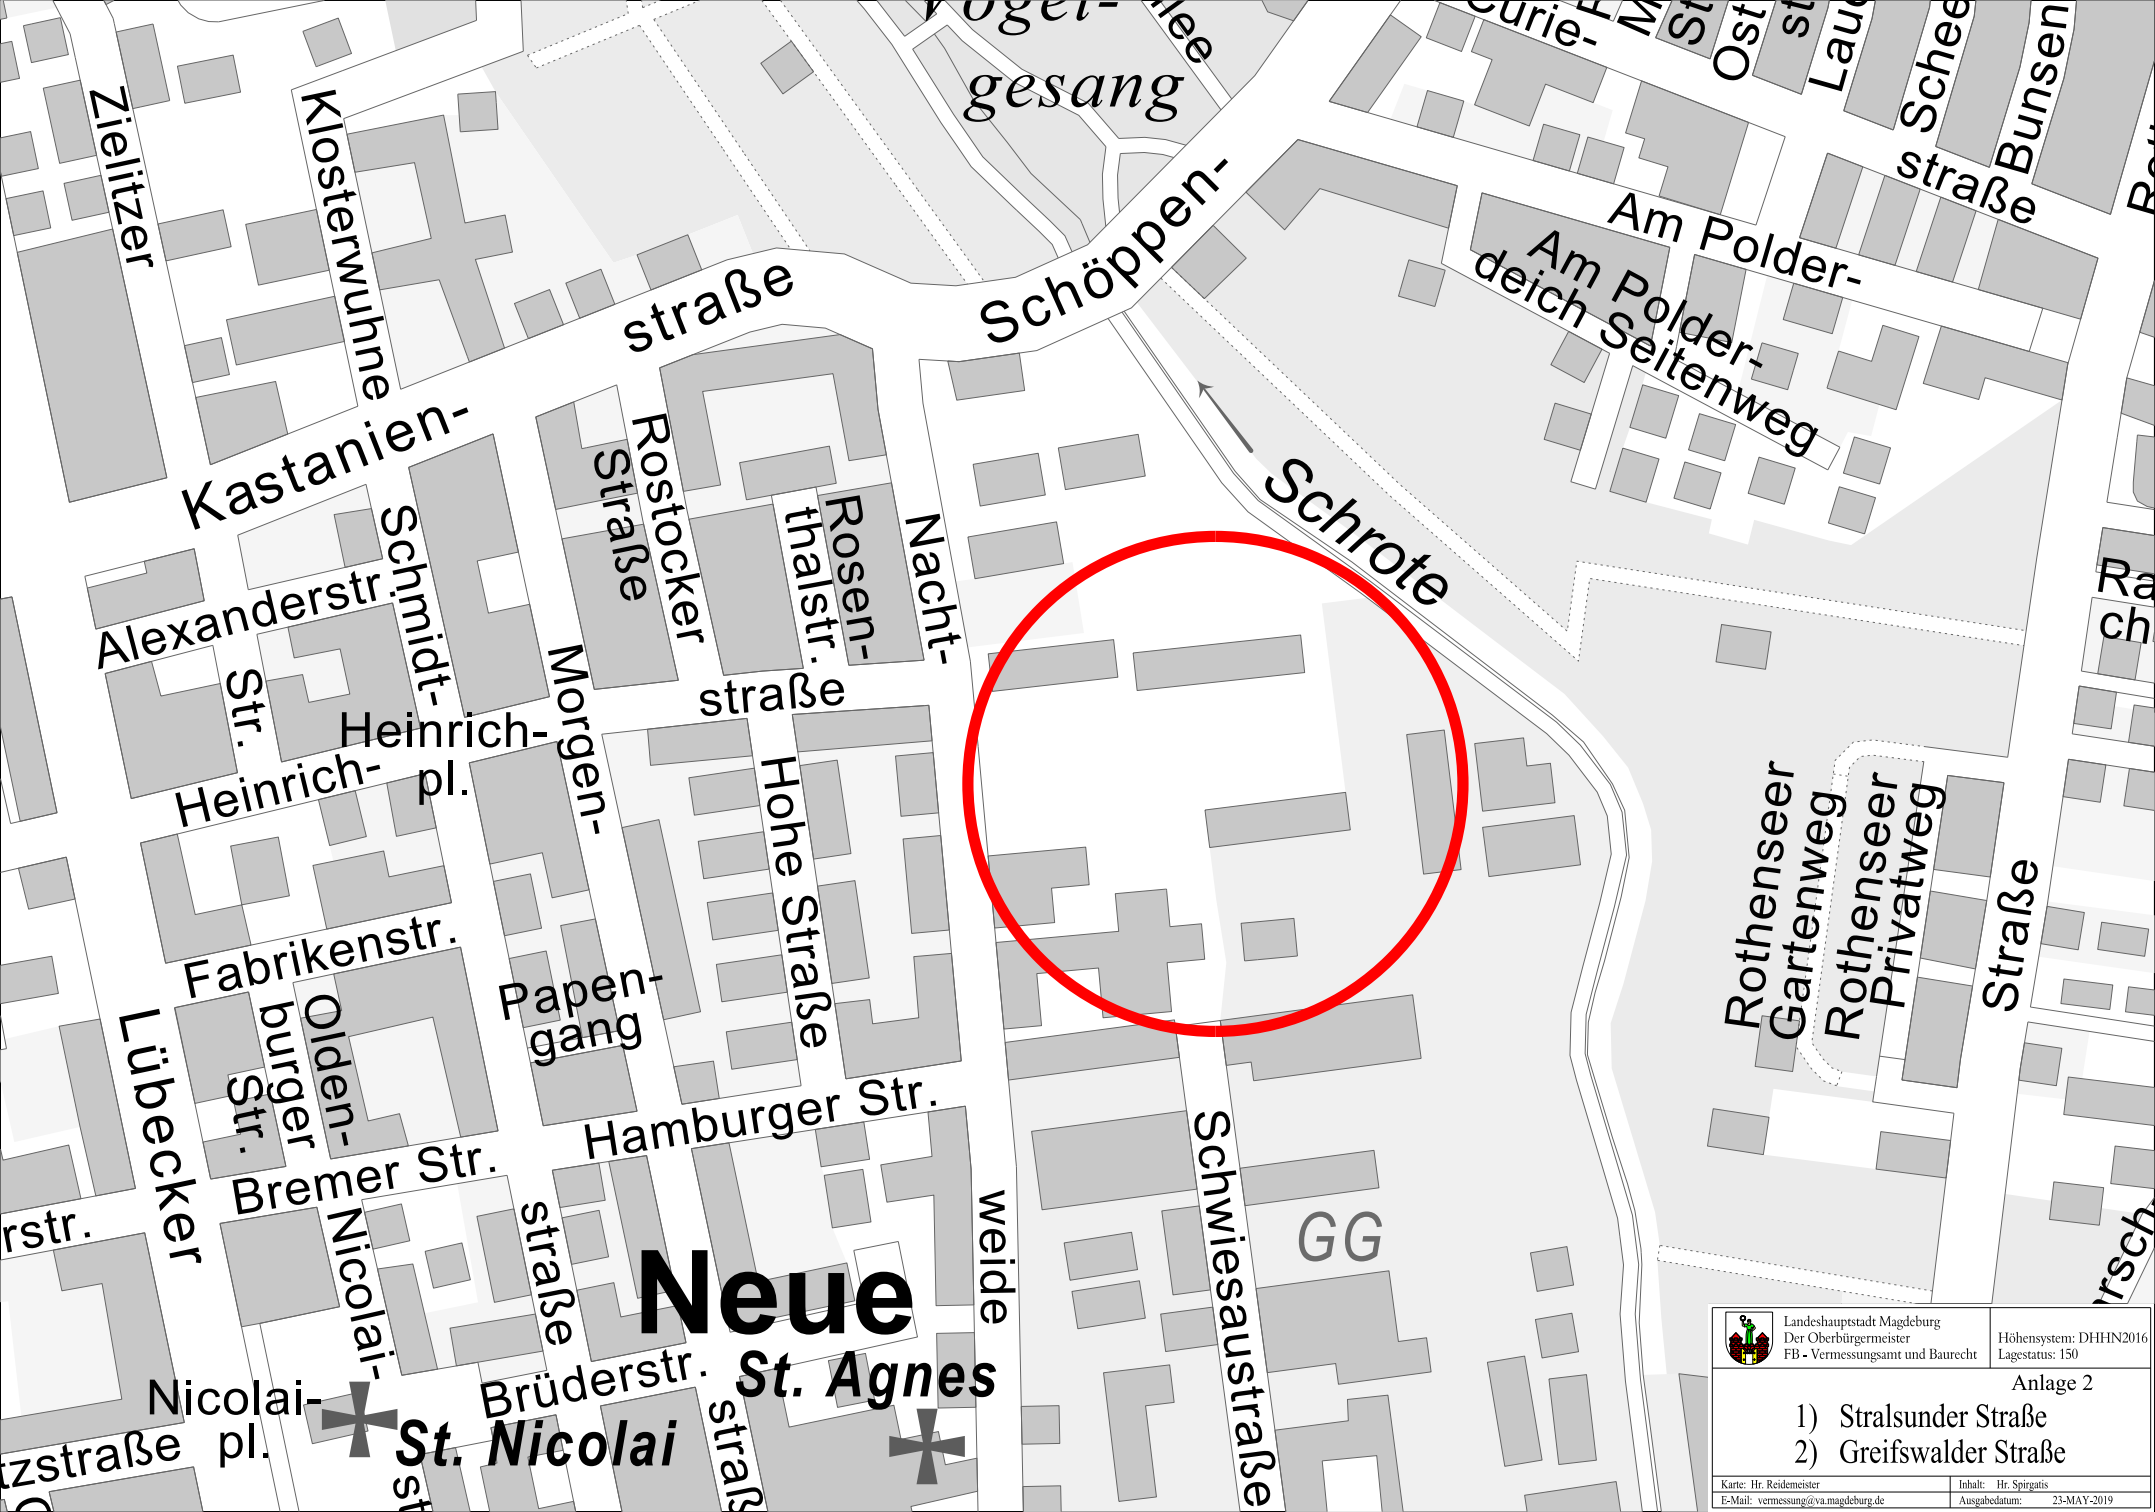 Vogel-
gesang
Curie-
Ost
Bunsen
straße
Zielitzer
Klosterwuhne
straße
Schöppen-
Am Polder-
Am Polder-
deich Seitenweg
Kastanien-
Schmidt-
Rostocker
Straße
Rosen-
thalstr.
Nacht-
Schrote
Alexanderstr.
Str.
Morgen-
straße
Heinrich-
pl.
Heinrich-
Hohe Straße
Rothenseer
Gartenweg
Rothenseer
Privatweg
Straße
Fabrikenstr.
Papen-
gang
Olden-
burger
Str.
Lübecker
Hamburger Str.
Bremer Str.
Schwiesaustraße
weide
GG
rstr.
Nicolai-
straße
Neue
St. Agnes
Brüderstr.
Nicolai-
pl.
St. Nicolai
tzstraße
Landeshauptstadt Magdeburg
Der Oberbürgermeister
FB - Vermessungsamt und Baurecht
Höhensystem: DHHN2016
Lagestatus: 150
Anlage 2
1) Stralsunder Straße
2) Greifswalder Straße
Karte: Hr. Reidemeister
Inhalt: Hr. Spirgatis
E-Mail: vermessung@va.magdeburg.de
Ausgabedatum: 23-MAY-2019